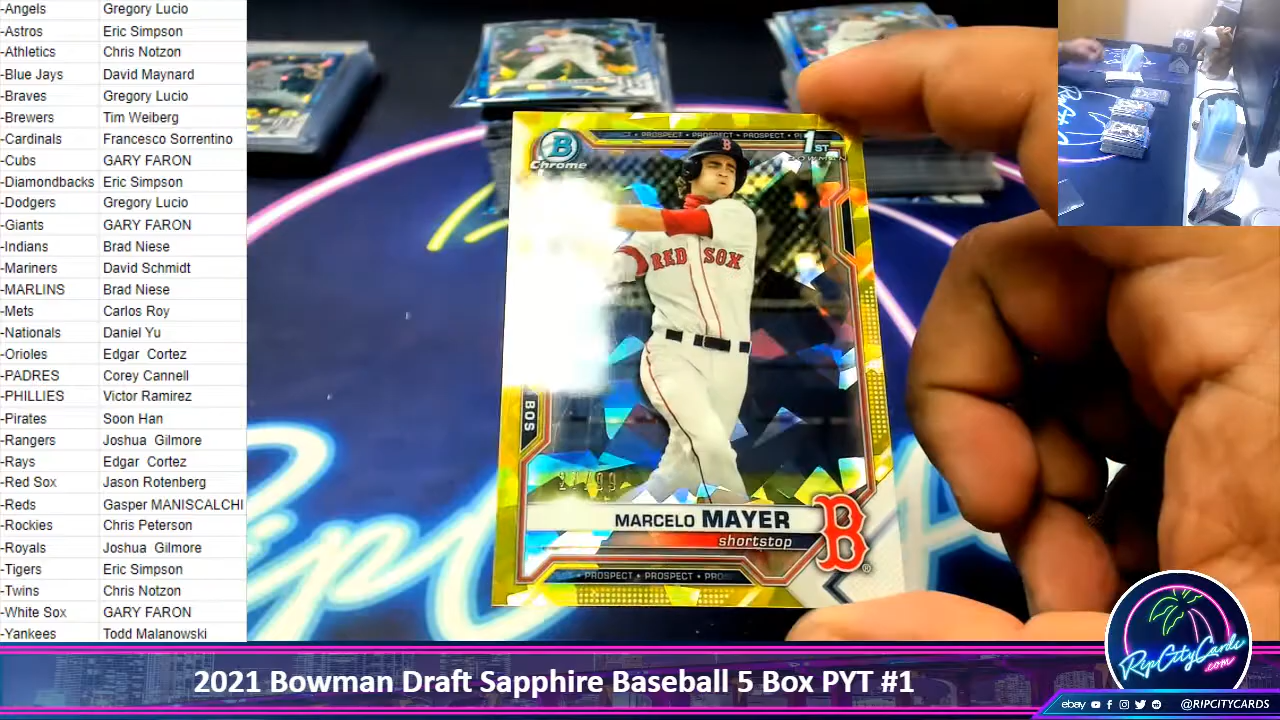 -Angels Gregory Lucio
-Astros Eric Simpson
-Athletics Chris Notzon
-Blue Jays David Maynard
-Braves Gregory Lucio
-Brewers Tim Weiberg
-Cardinals Francesco Sorrentino
-Cubs GARY FARON
-Diamondbacks Eric Simpson
-Dodgers Gregory Lucio
-Giants GARY FARON
-Indians Brad Niese
-Mariners David Schmidt
-MARLINS Brad Niese
-Mets Carlos Roy
-Nationals Daniel Yu
-Orioles Edgar Cortez
-PADRES Corey Cannell
-PHILLIES Victor Ramirez
-Pirates Soon Han
-Rangers Joshua Gilmore
-Rays Edgar Cortez
-Red Sox Jason Rotenberg
-Reds Gasper MANISCALCHI
-Rockies Chris Peterson
-Royals Joshua Gilmore
-Tigers Eric Simpson
-Twins Chris Notzon
-White Sox GARY FARON
-Yankees Todd Malanowski
• PROSPECT • PROSPECT • PROSPECT •
B
Chrome
1ST
BOWMAN
B
RED SOX
BOS
MARCELO MAYER
shortstop
B
• PROSPECT • PROSPECT • PRO
2021 Bowman Draft Sapphire Baseball 5 Box PYT #1
RipCityCards
.com
ebay @RIPCITYCARDS